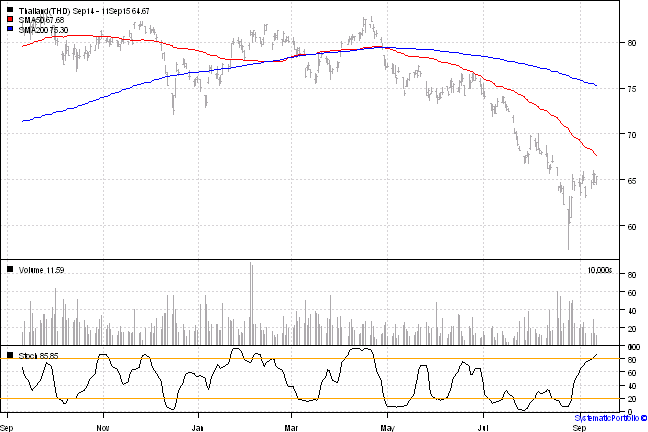 Thailand(THD) Sep14 - 11Sep15 64.67
SMA50 67.68
SMA200 75.30
80
75
70
65
60
Volume 11.59
10,000s
80
60
40
20
Stoch 85.85
100
80
60
40
20
0
Sep Nov Jan Mar May Jul Sep
SystematicPortfolio ©